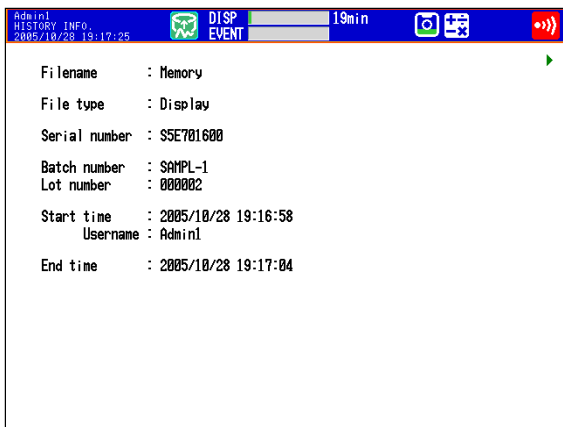 Admin1
HISTORY INFO.
2005/10/28 19:17:25
DISP 19min
EVENT
Filename : Memory
File type : Display
Serial number : S5E701600
Batch number : SAMPL-1
Lot number : 000002
Start time : 2005/10/28 19:16:58
Username : Admin1
End time : 2005/10/28 19:17:04